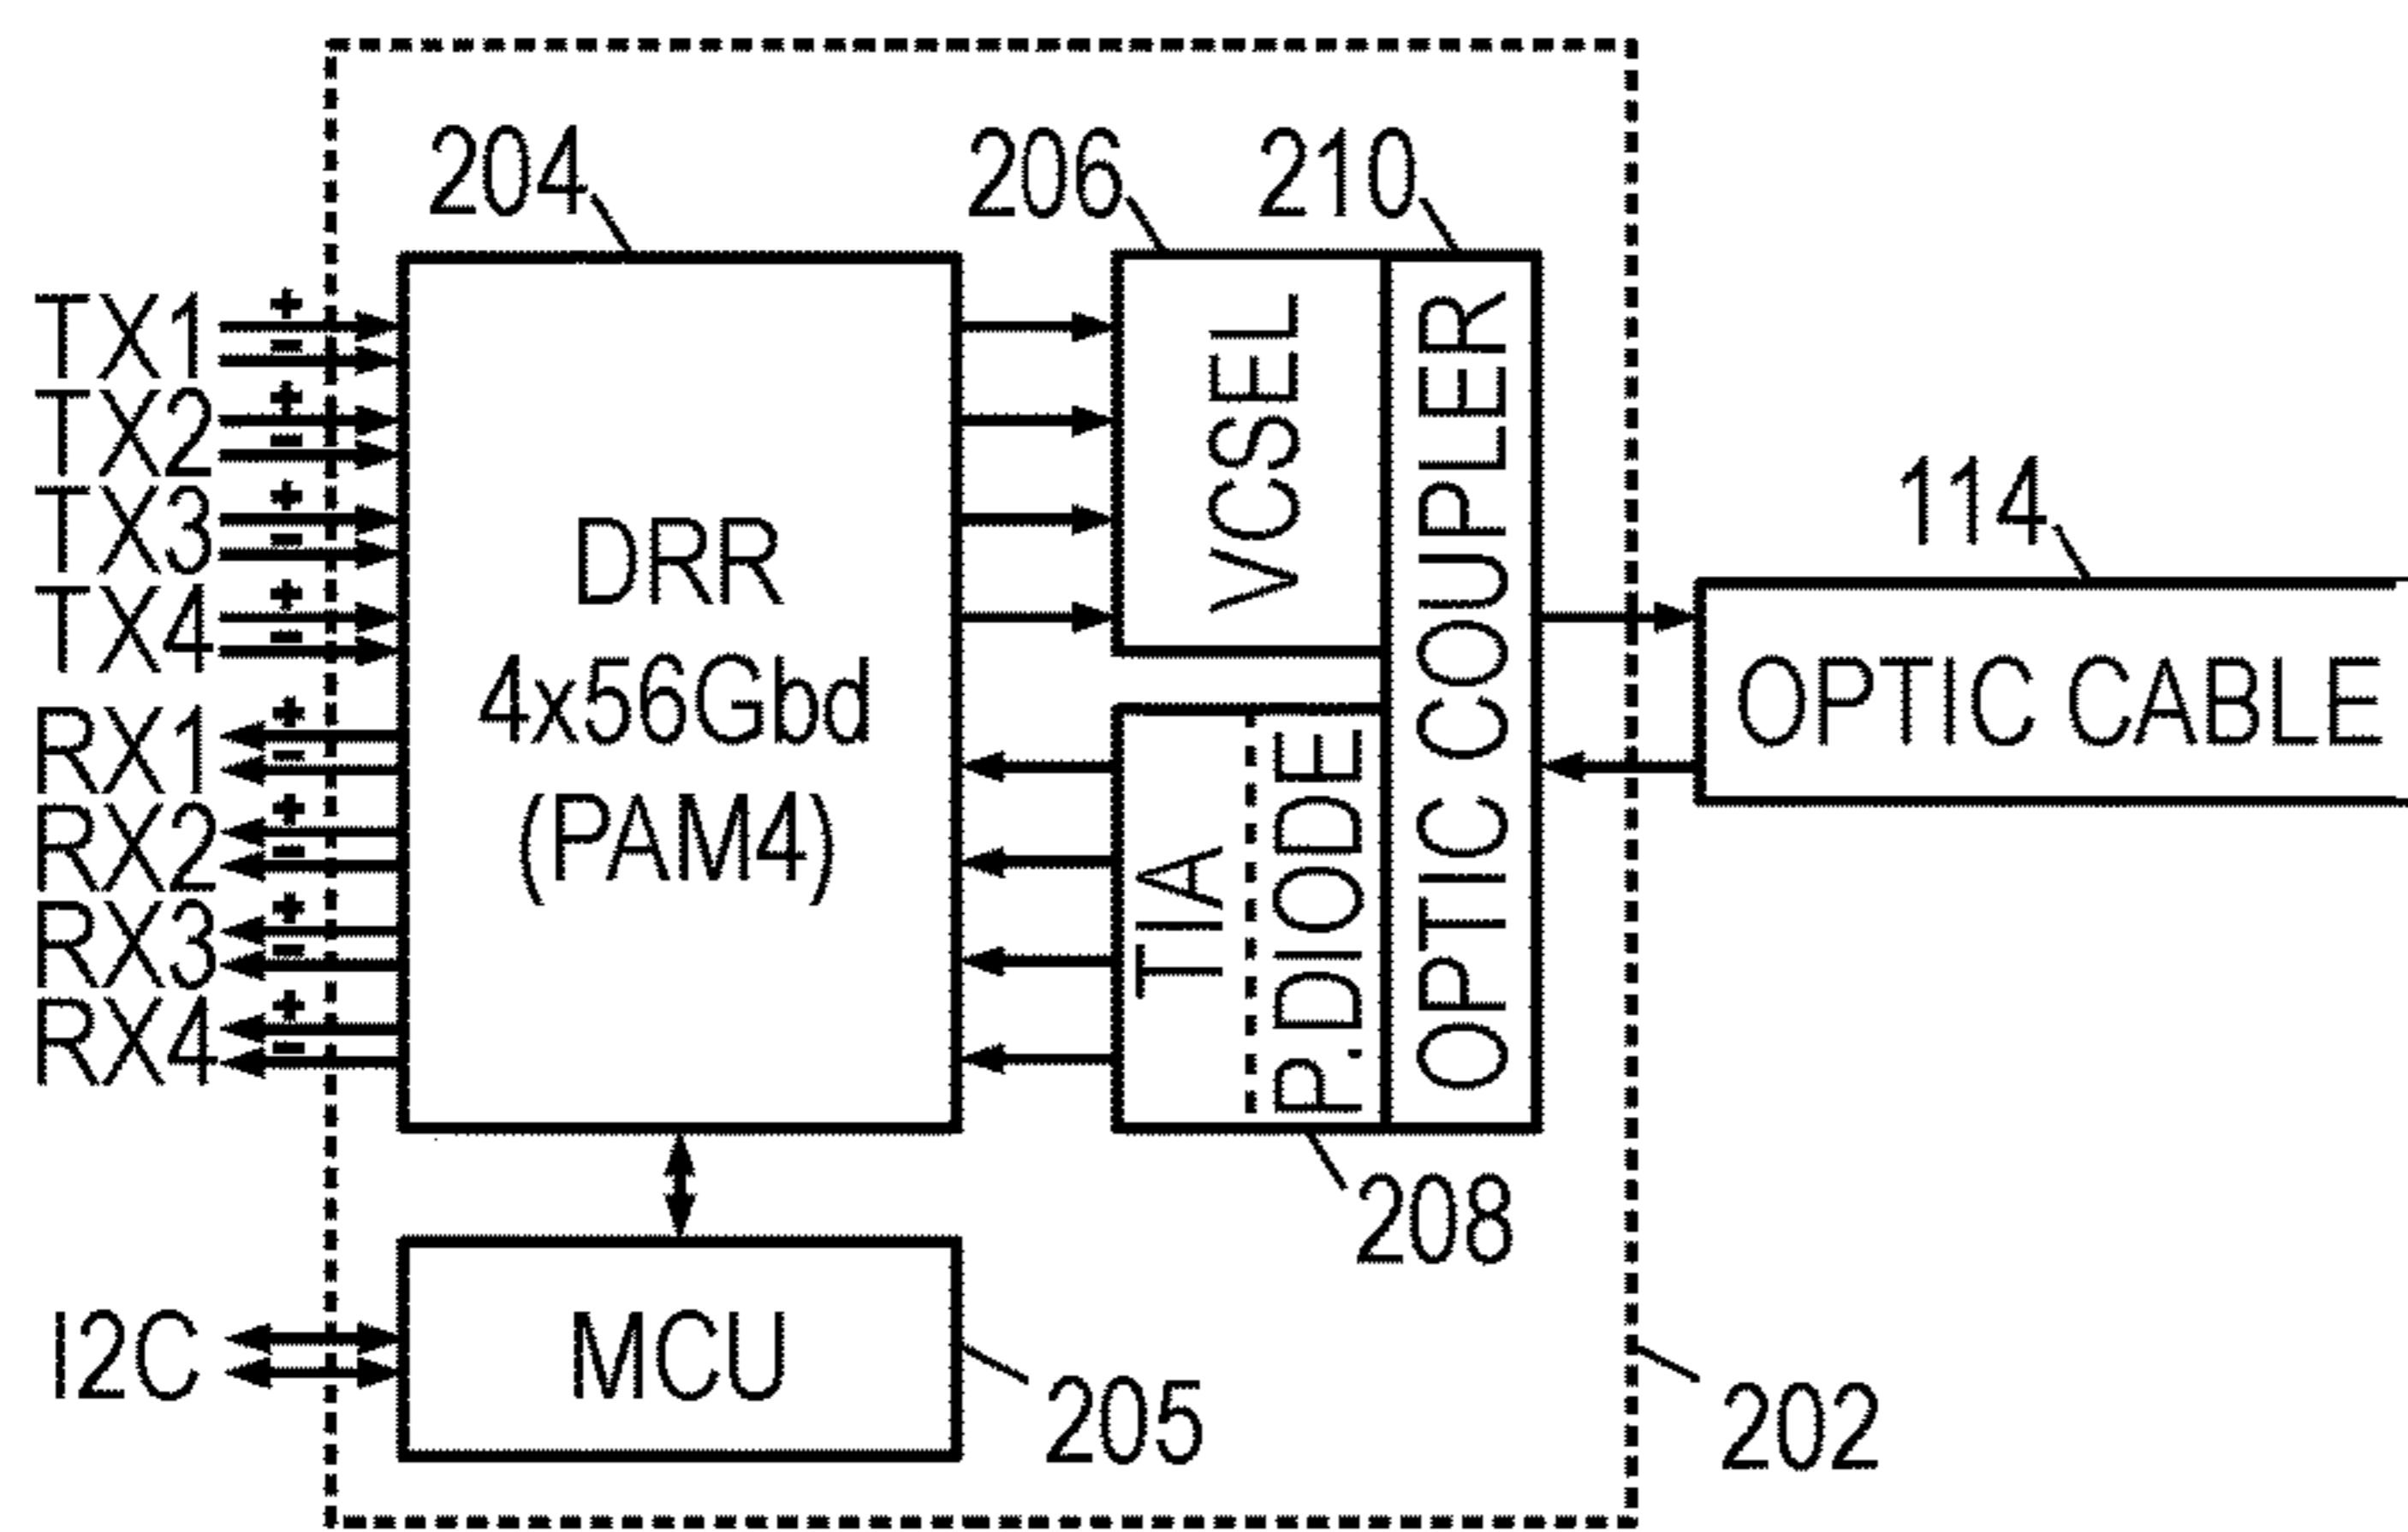 204
206
210
TX1
TX2
TX3
TX4
RX1
RX2
RX3
RX4
+
-
+
-
+
-
+
-
+
-
+
-
+
-
+
-
DRR
4x56Gbd
(PAM4)
VCSEL
TIA
P.DIODE
OPTIC COUPLER
114
OPTIC CABLE
208
I2C
MCU
205
202